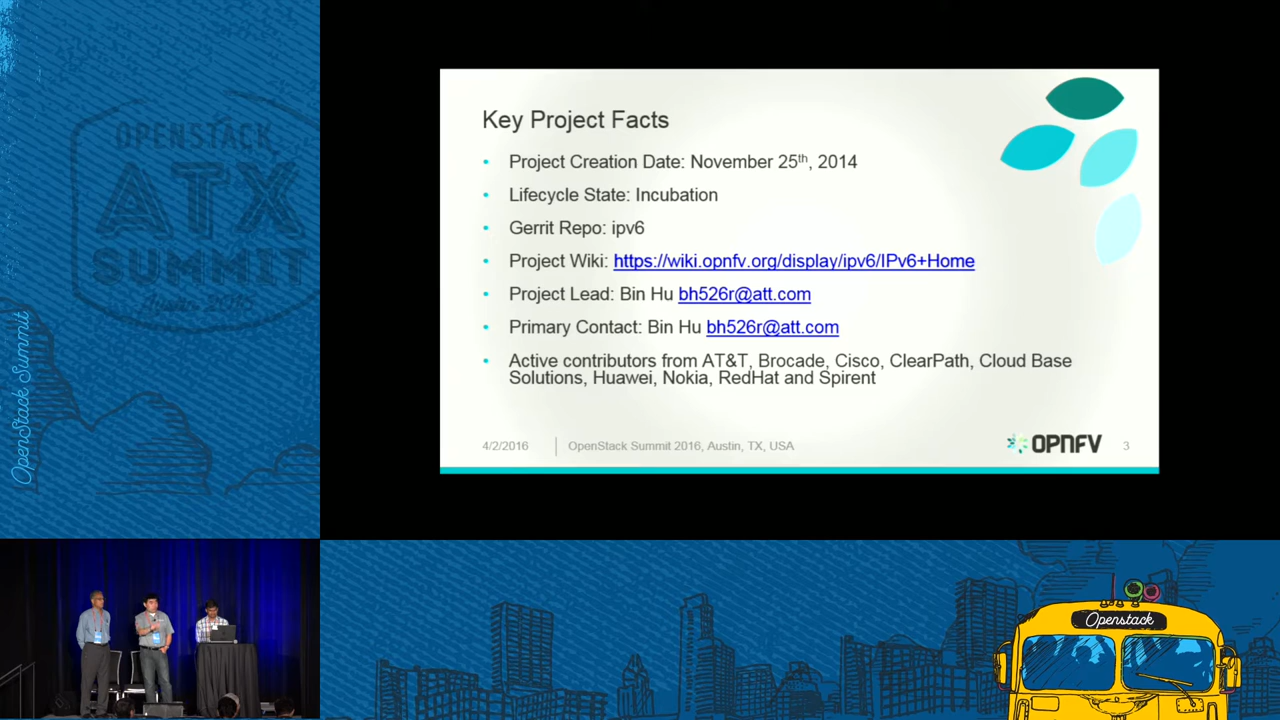 OPENSTACK
ATX
SUMMIT
OpenStack Summit
Key Project Facts
• Project Creation Date: November 25th, 2014
• Lifecycle State: Incubation
• Gerrit Repo: ipv6
• Project Wiki: https://wiki.opnfv.org/display/ipv6/IPv6+Home
• Project Lead: Bin Hu bh526r@att.com
• Primary Contact: Bin Hu bh526r@att.com
• Active contributors from AT&T, Brocade, Cisco, ClearPath, Cloud Base
Solutions, Huawei, Nokia, RedHat and Spirent
4/2/2016 OpenStack Summit 2016, Austin, TX, USA
OPNFV 3
Openstack